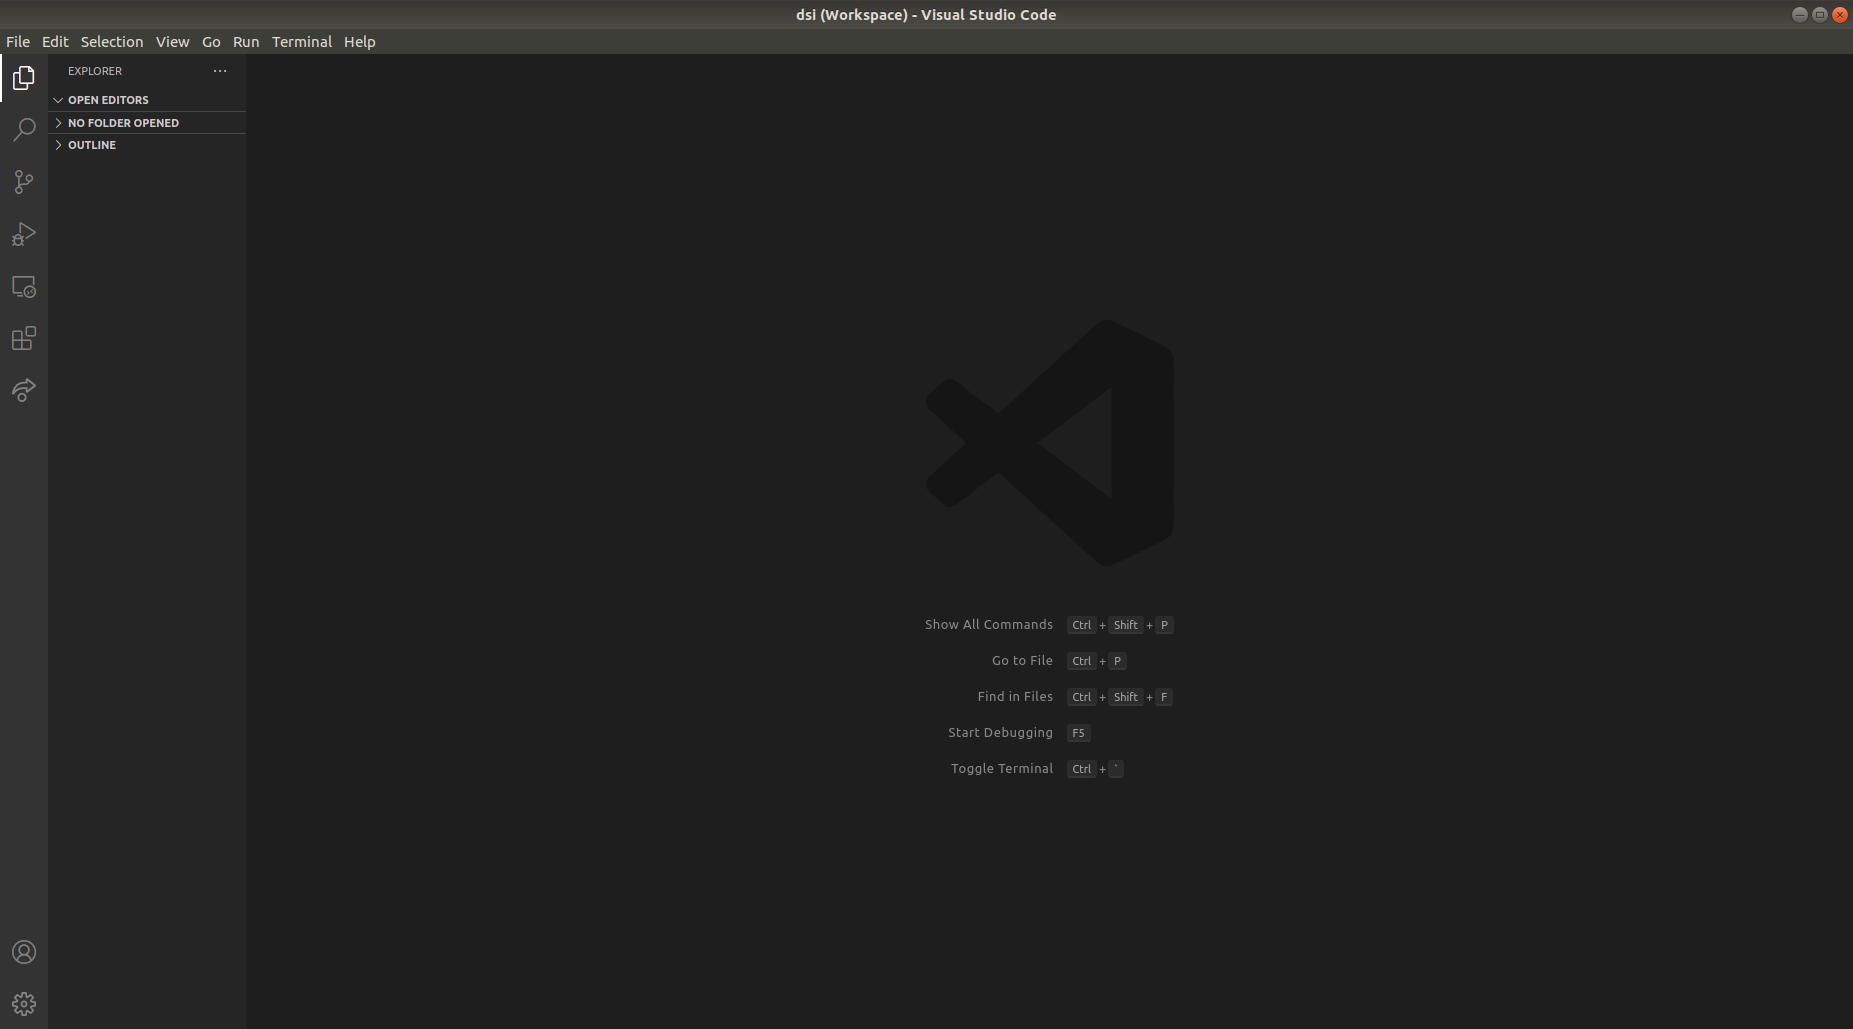 dsi (Workspace) - Visual Studio Code
File Edit Selection View Go Run Terminal Help
EXPLORER ···
OPEN EDITORS
NO FOLDER OPENED
OUTLINE
Show All Commands Ctrl + Shift + P
Go to File Ctrl + P
Find in Files Ctrl + Shift + F
Start Debugging F5
Toggle Terminal Ctrl + `